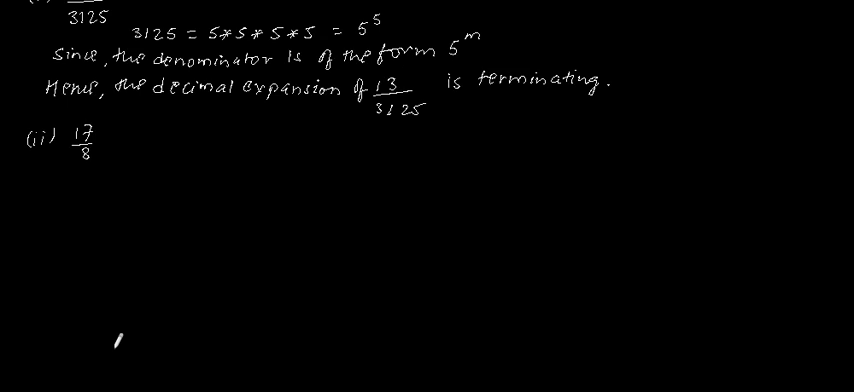 3125
3125 = 5*5*5*5 = 5^5
Since, the denominator is of the form 5^m
Hence, the decimal expansion of 13/3125 is terminating.
(ii) 17/8